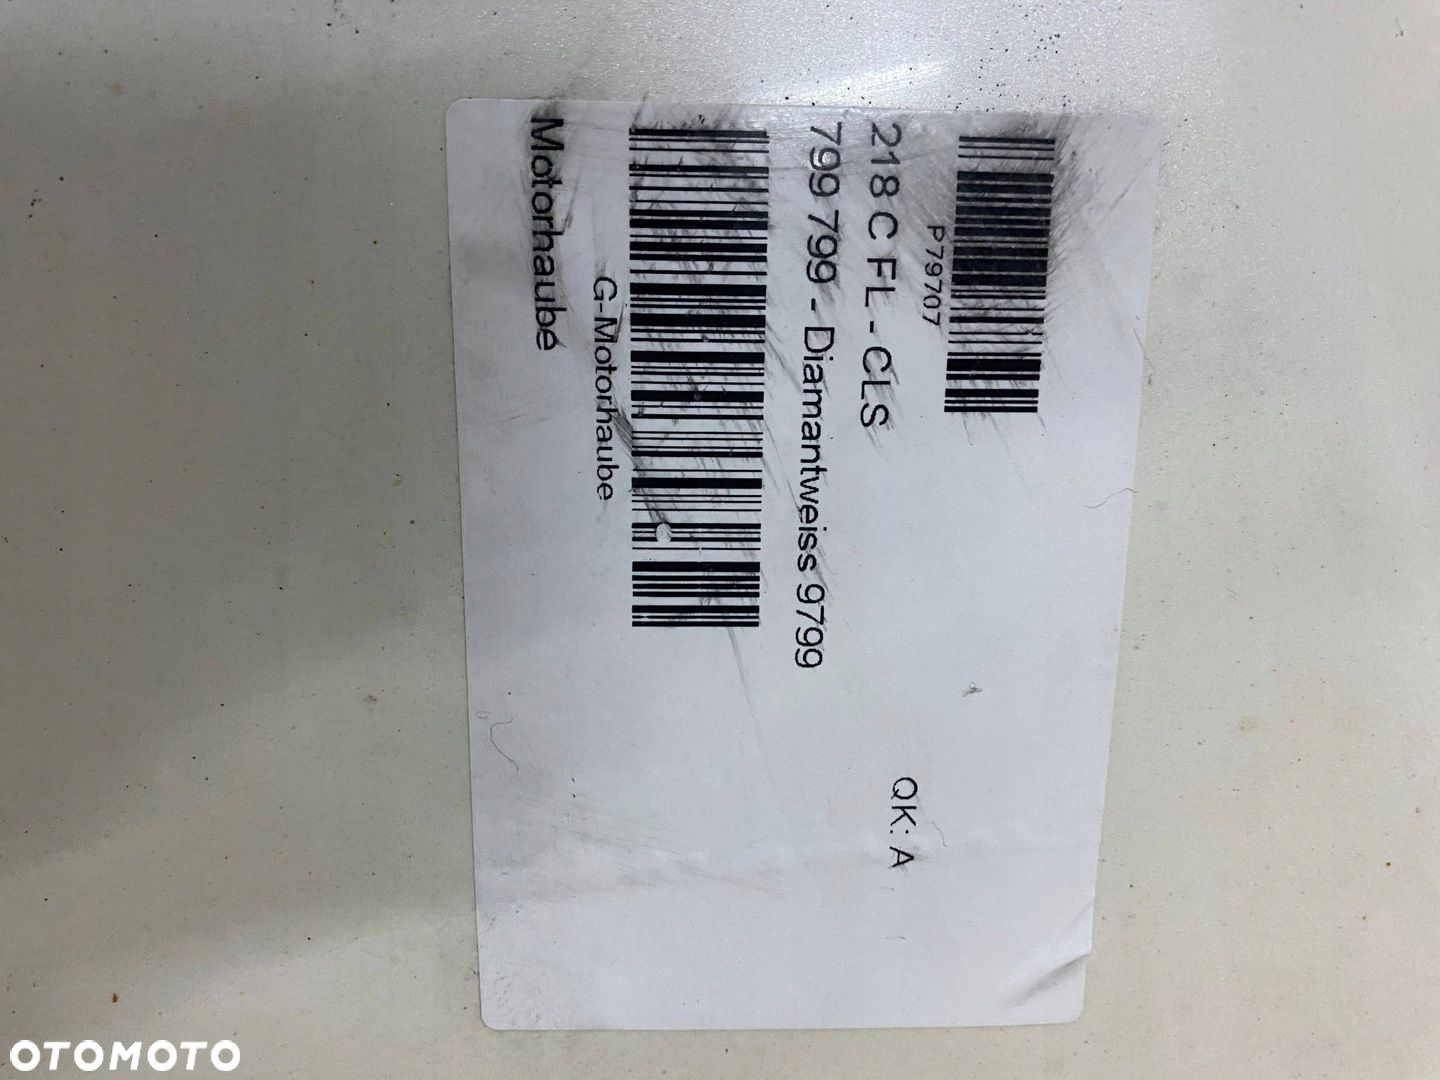 P79707
218 C FL - CLS
QK: A
799 799 - Diamantweiss 9799
G-Motorhaube
Motorhaube
OTOMOTO